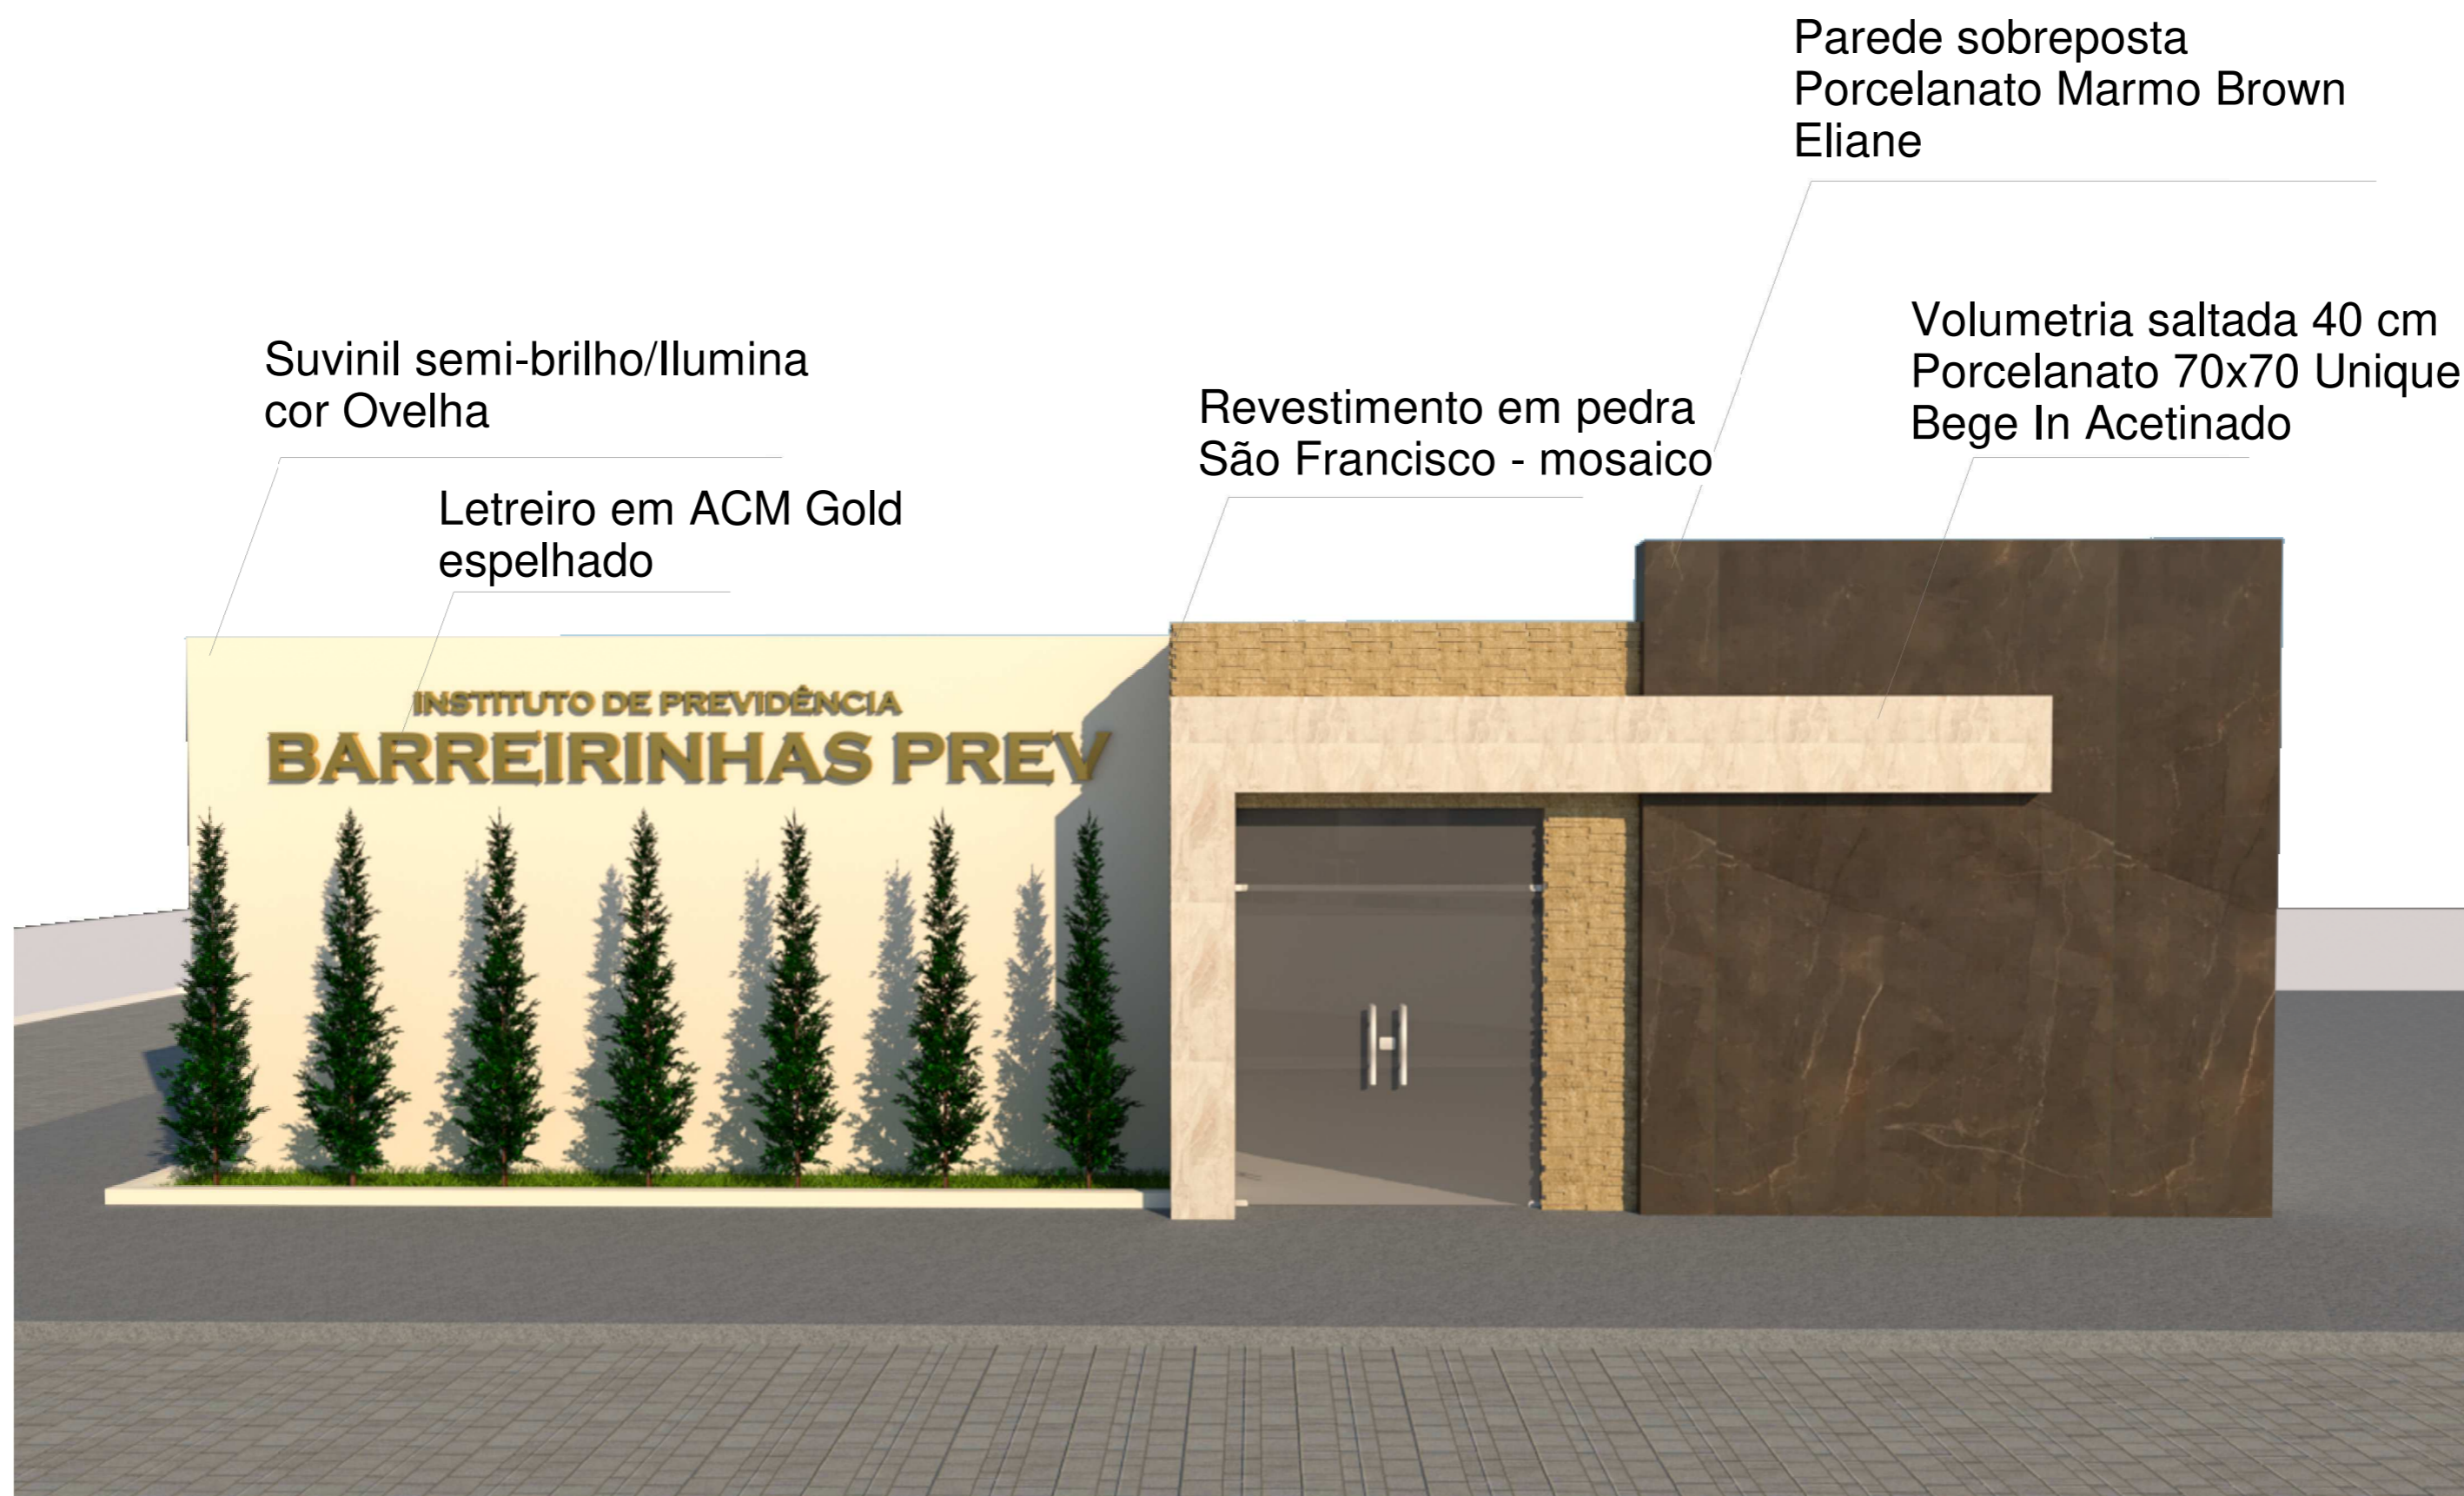 Parede sobreposta
Porcelanato Marmo Brown
Eliane
Volumetria saltada 40 cm
Porcelanato 70x70 Unique
Bege In Acetinado
Suvinil semi-brilho/Ilumina
cor Ovelha
Revestimento em pedra
São Francisco - mosaico
Letreiro em ACM Gold
espelhado
INSTITUTO DE PREVIDÊNCIA
BARREIRINHAS PREV